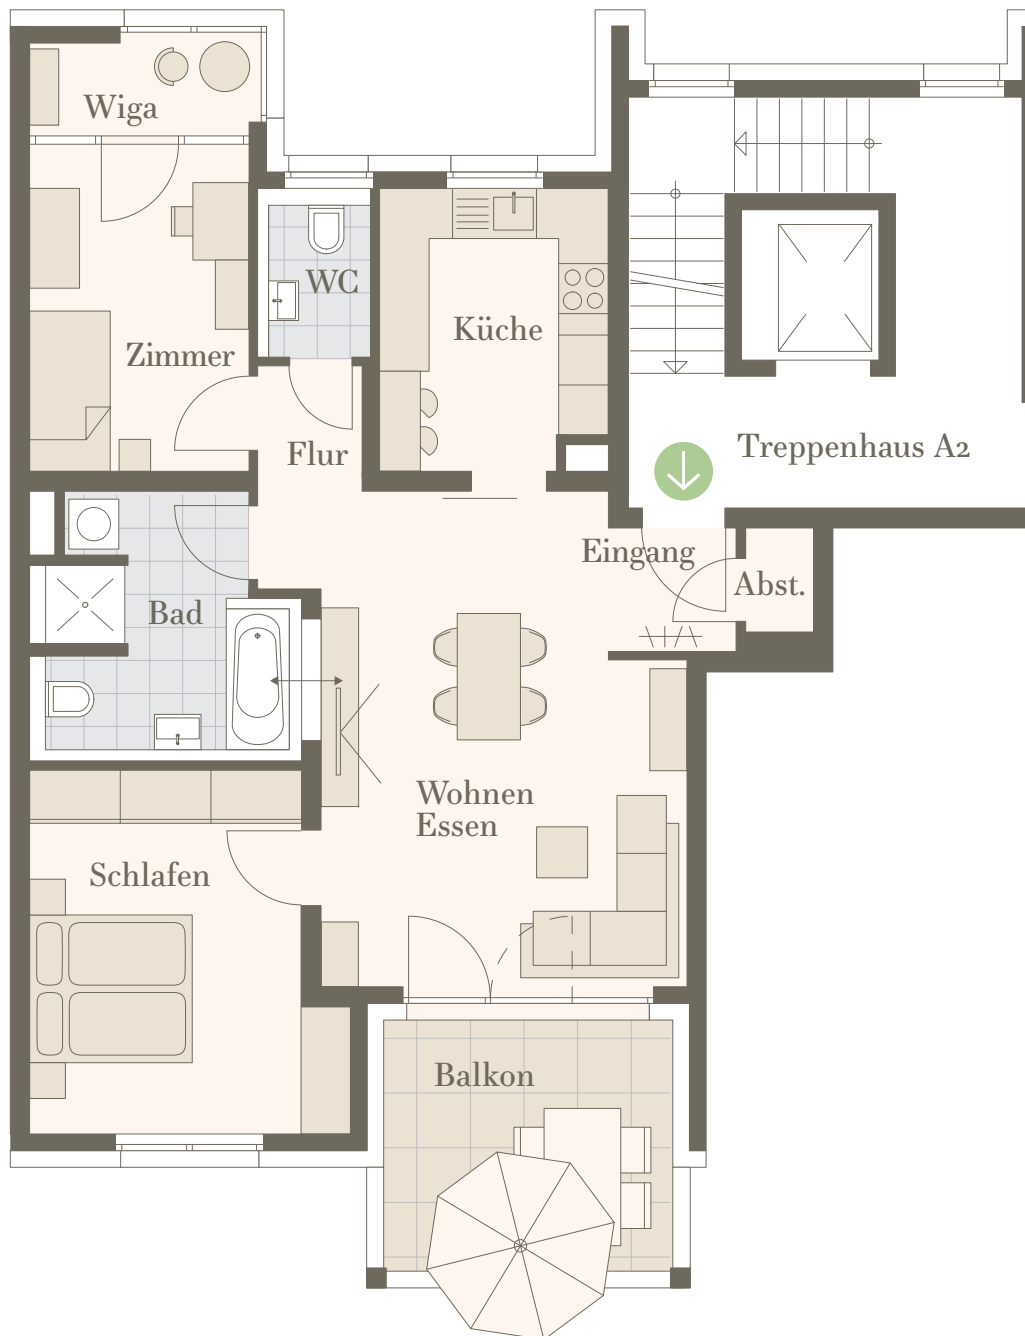 Wiga
WC
Küche
Zimmer
Flur
Treppenhaus A2
Eingang
Abst.
Bad
Wohnen
Essen
Schlafen
Balkon